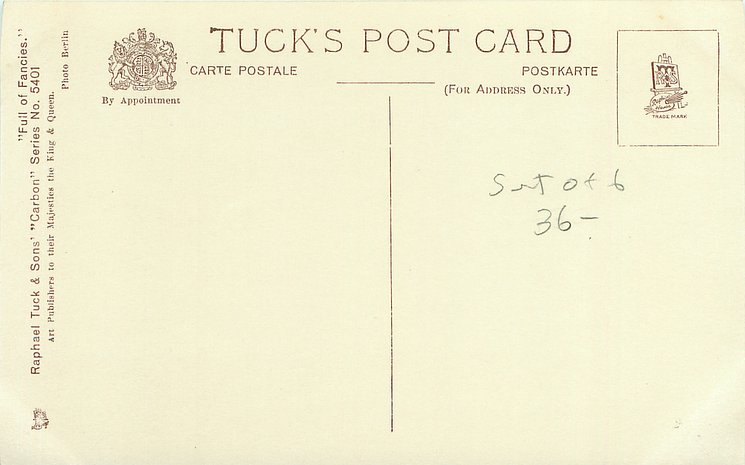 "Full of Fancies."
Raphael Tuck & Sons' "Carbon" Series No. 5401
Art Publishers to their Majesties the King & Queen.
Photo Berlin
By Appointment
TUCK'S POST CARD
CARTE POSTALE
POSTKARTE
(FOR ADDRESS ONLY.)
TRADE MARK
Set of 6
36-